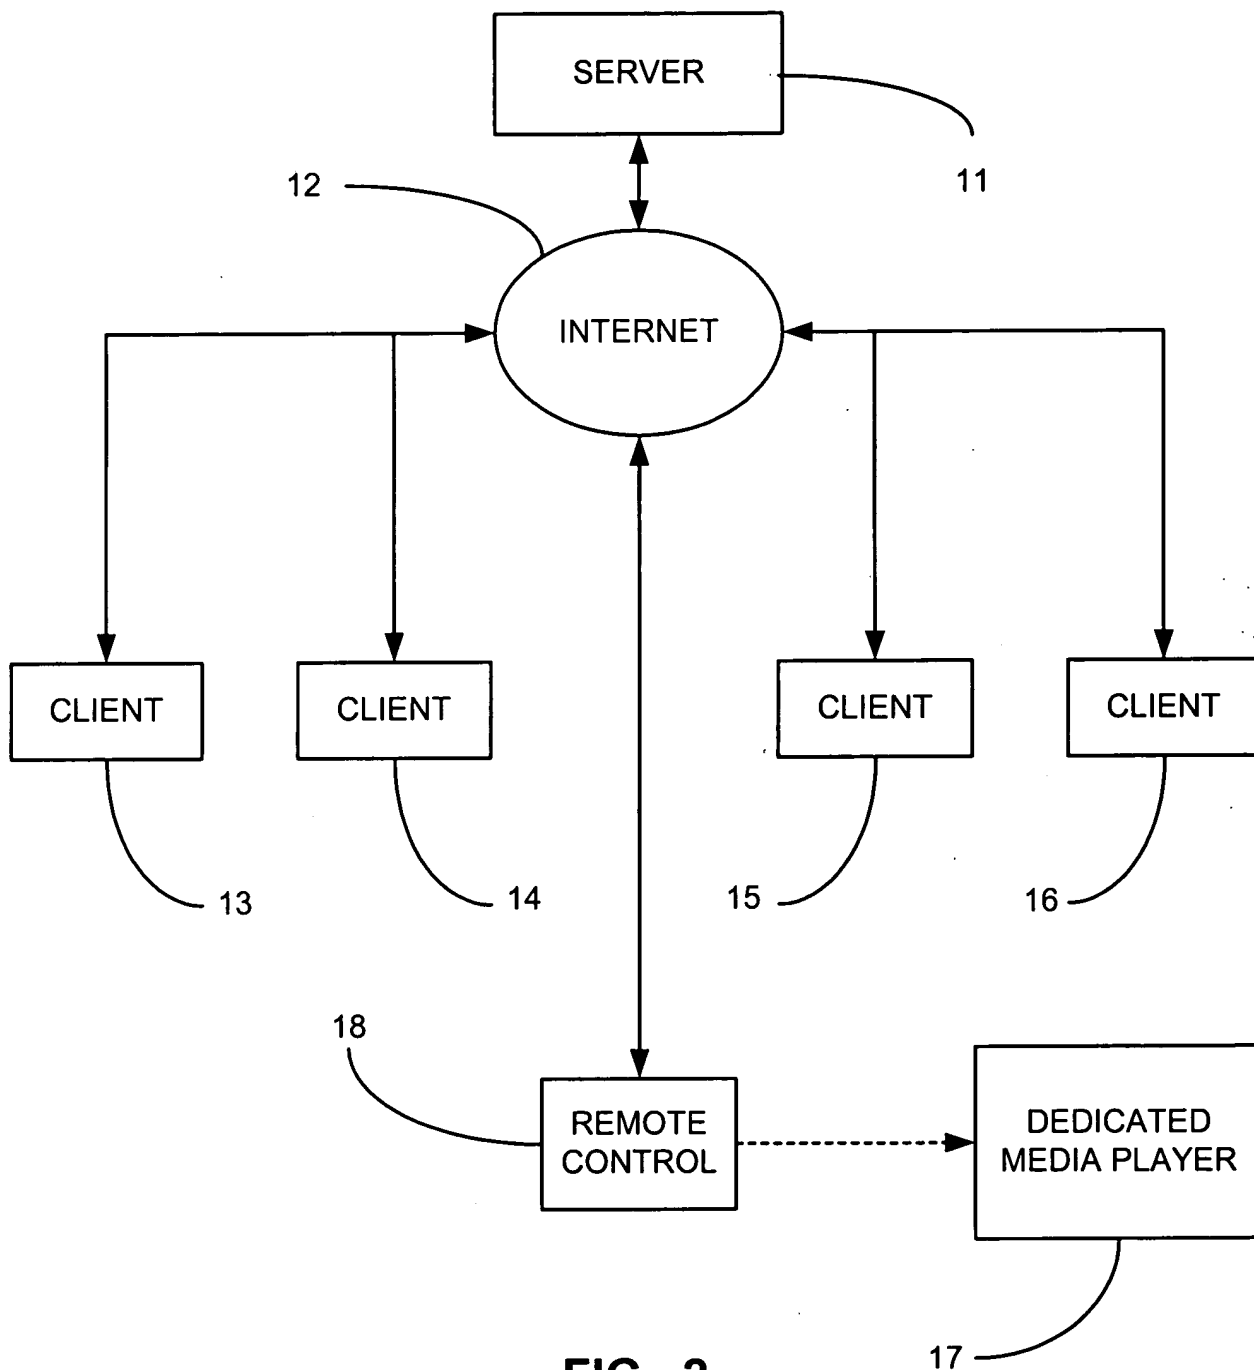 SERVER
11
12
INTERNET
CLIENT
CLIENT
CLIENT
CLIENT
13
14
15
16
18
REMOTE
CONTROL
DEDICATED
MEDIA PLAYER
17
FIG.